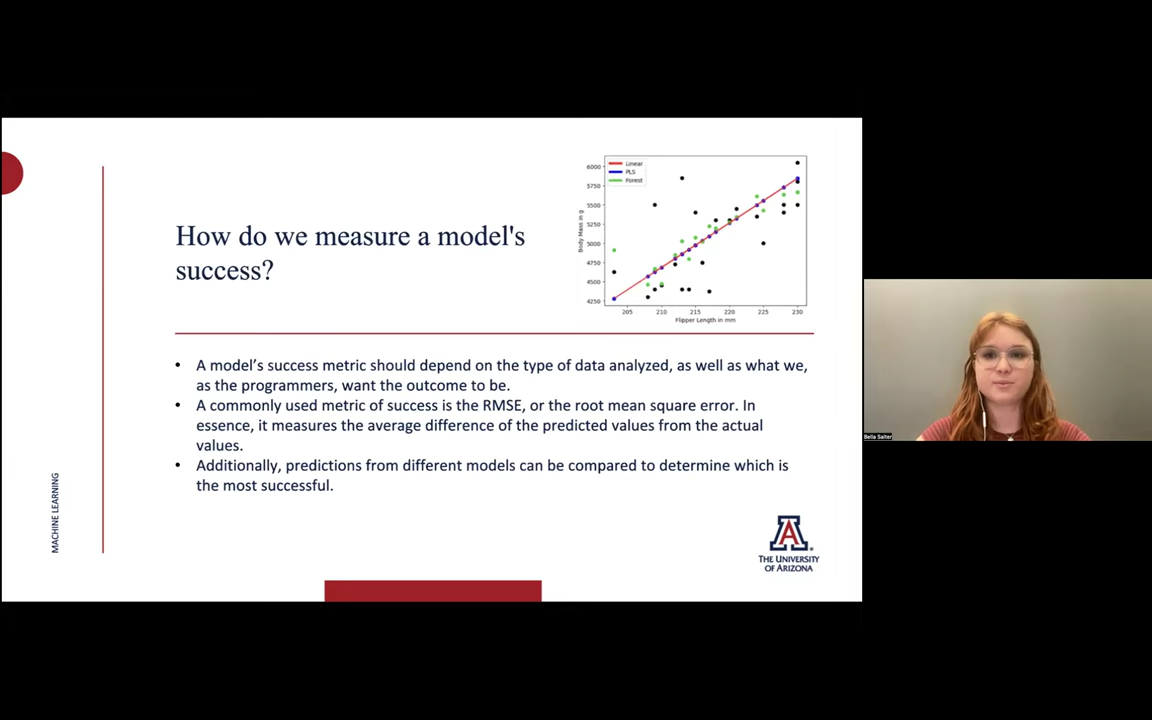 How do we measure a model's
success?
Linear
PLS
Forest
6000
5750
5500
5250
5000
4750
4500
4250
Body Mass in g
205
210
215
220
225
230
Flipper Length in mm
• A model’s success metric should depend on the type of data analyzed, as well as what we,
as the programmers, want the outcome to be.
• A commonly used metric of success is the RMSE, or the root mean square error. In
essence, it measures the average difference of the predicted values from the actual
values.
• Additionally, predictions from different models can be compared to determine which is
the most successful.
MACHINE LEARNING
A
THE UNIVERSITY
OF ARIZONA
Bella Salter